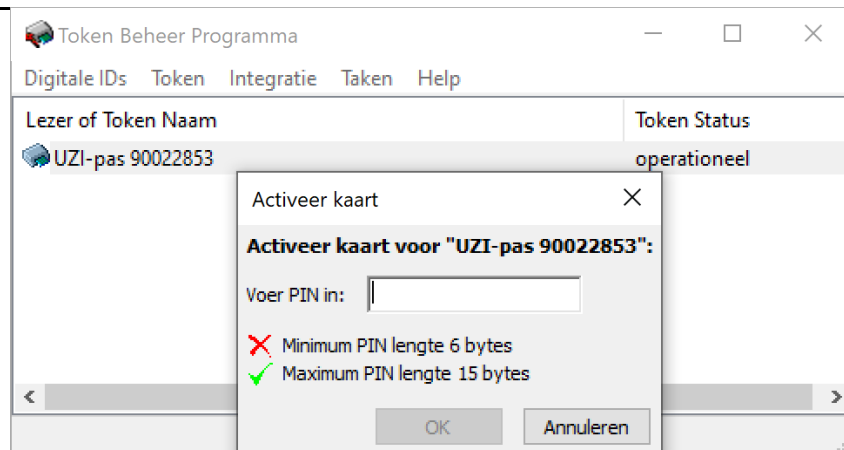 Token Beheer Programma
Digitale IDs Token Integratie Taken Help
Lezer of Token Naam Token Status
UZI-pas 90022853 operationeel
Activeer kaart
Activeer kaart voor "UZI-pas 90022853":
Voer PIN in:
Minimum PIN lengte 6 bytes
Maximum PIN lengte 15 bytes
OK Annuleren